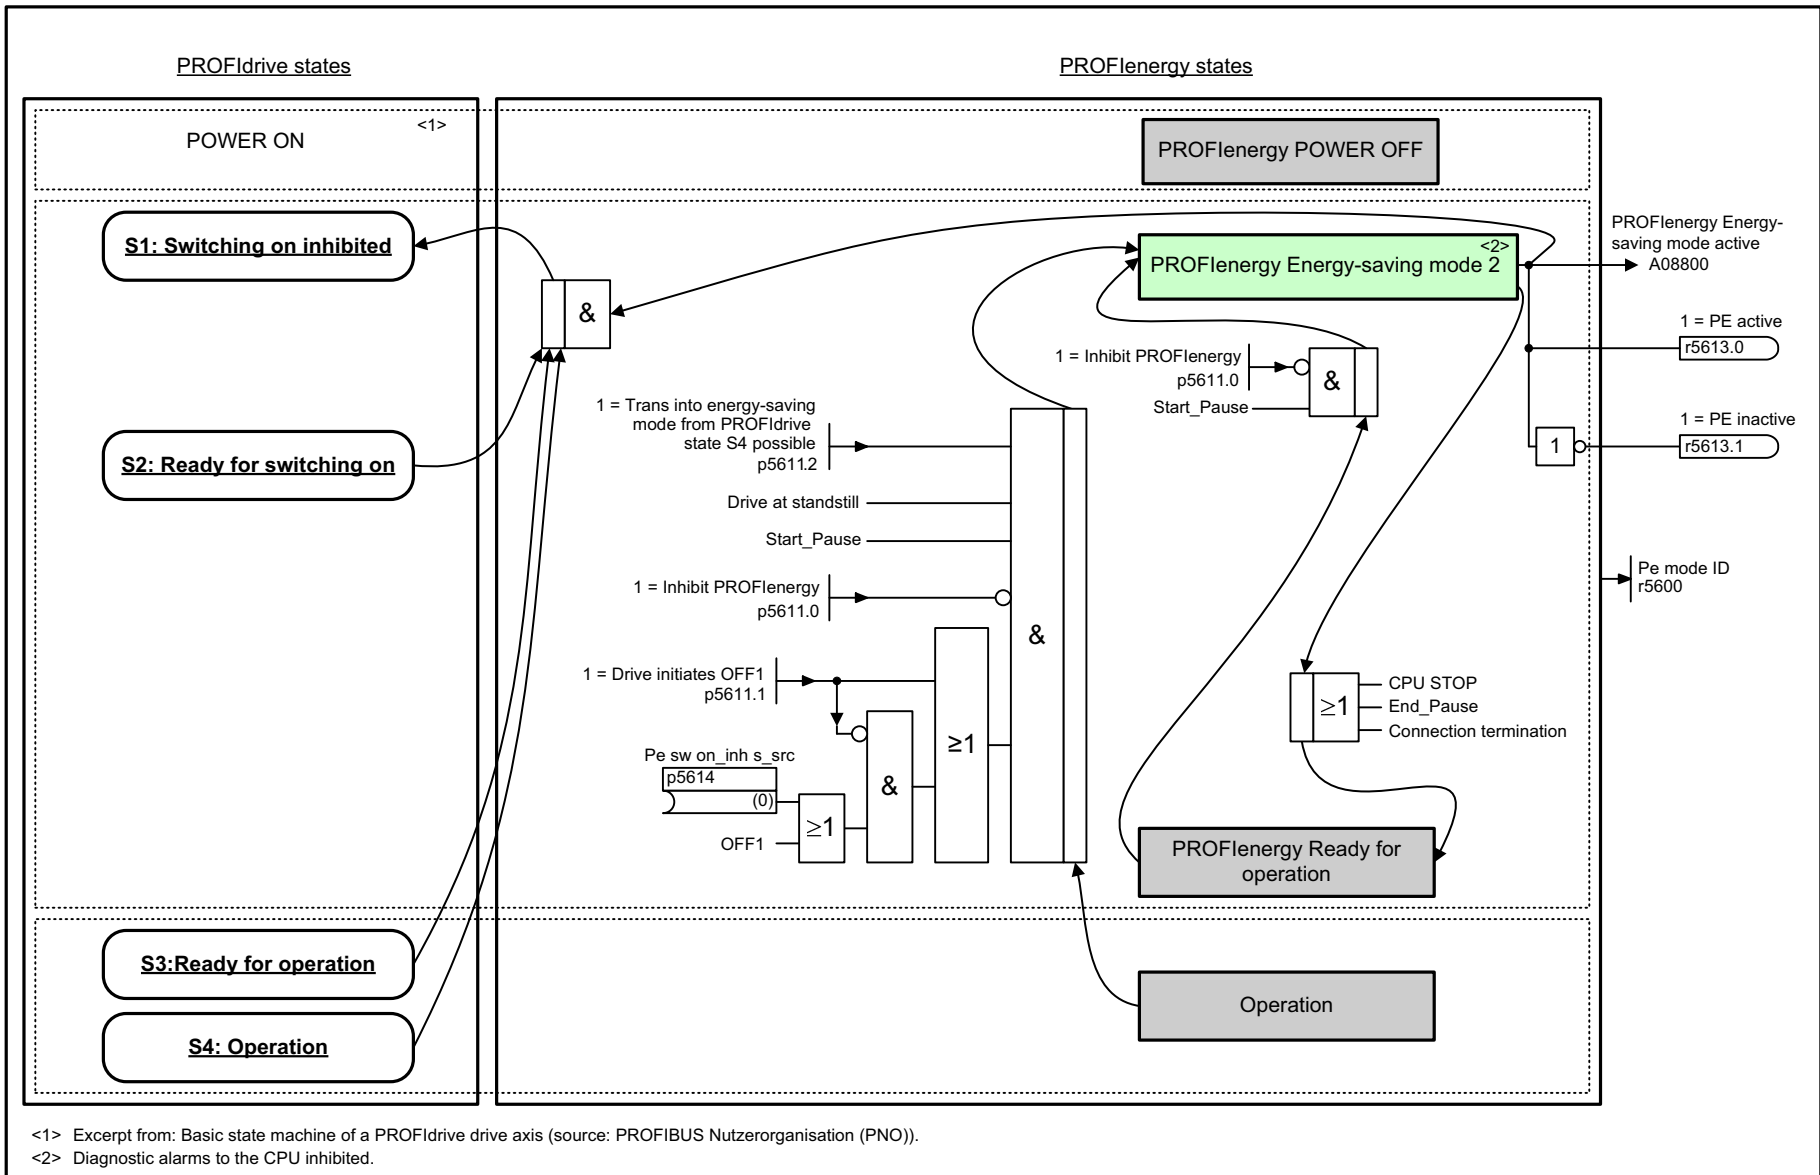 PROFIdrive states
PROFIenergy states
POWER ON
<1>
PROFIenergy POWER OFF
S1: Switching on inhibited
&
<2>
PROFIenergy Energy-saving mode 2
PROFIenergy Energy-
saving mode active
A08800
1 = PE active
r5613.0
1 = Inhibit PROFIenergy
p5611.0
&
Start_Pause
1 = PE inactive
1
r5613.1
S2: Ready for switching on
1 = Trans into energy-saving
mode from PROFIdrive
state S4 possible
p5611.2
Drive at standstill
Start_Pause
1 = Inhibit PROFIenergy
p5611.0
&
Pe mode ID
r5600
1 = Drive initiates OFF1
p5611.1
≥1
CPU STOP
End_Pause
Connection termination
Pe sw on_inh s_src
p5614
(0)
≥1
OFF1
&
≥1
PROFIenergy Ready for
operation
S3:Ready for operation
Operation
S4: Operation
<1> Excerpt from: Basic state machine of a PROFIdrive drive axis (source: PROFIBUS Nutzerorganisation (PNO)).
<2> Diagnostic alarms to the CPU inhibited.